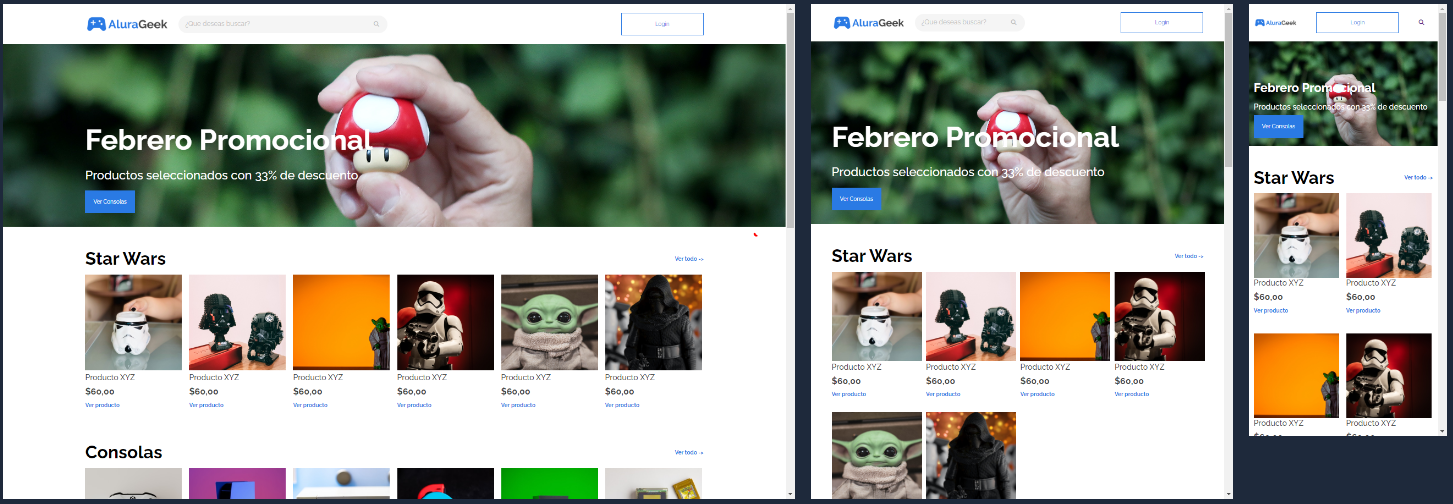 AluraGeek ¿Que deseas buscar? Login
Febrero Promocional
Productos seleccionados con 33% de descuento
Ver Consolas
Star Wars Ver todo ->
Producto XYZ Producto XYZ Producto XYZ Producto XYZ Producto XYZ Producto XYZ
$60,00 $60,00 $60,00 $60,00 $60,00 $60,00
Ver producto Ver producto Ver producto Ver producto Ver producto Ver producto
Consolas Ver todo ->
AluraGeek ¿Que deseas buscar? Login
Febrero Promocional
Productos seleccionados con 33% de descuento
Ver Consolas
Star Wars Ver todo ->
Producto XYZ Producto XYZ Producto XYZ Producto XYZ
$60,00 $60,00 $60,00 $60,00
Ver producto Ver producto Ver producto Ver producto
AluraGeek Login
Febrero Promocional
Productos seleccionados con 33% de descuento
Ver Consolas
Star Wars Ver todo ->
Producto XYZ Producto XYZ
$60,00 $60,00
Ver producto Ver producto
Producto XYZ Producto XYZ